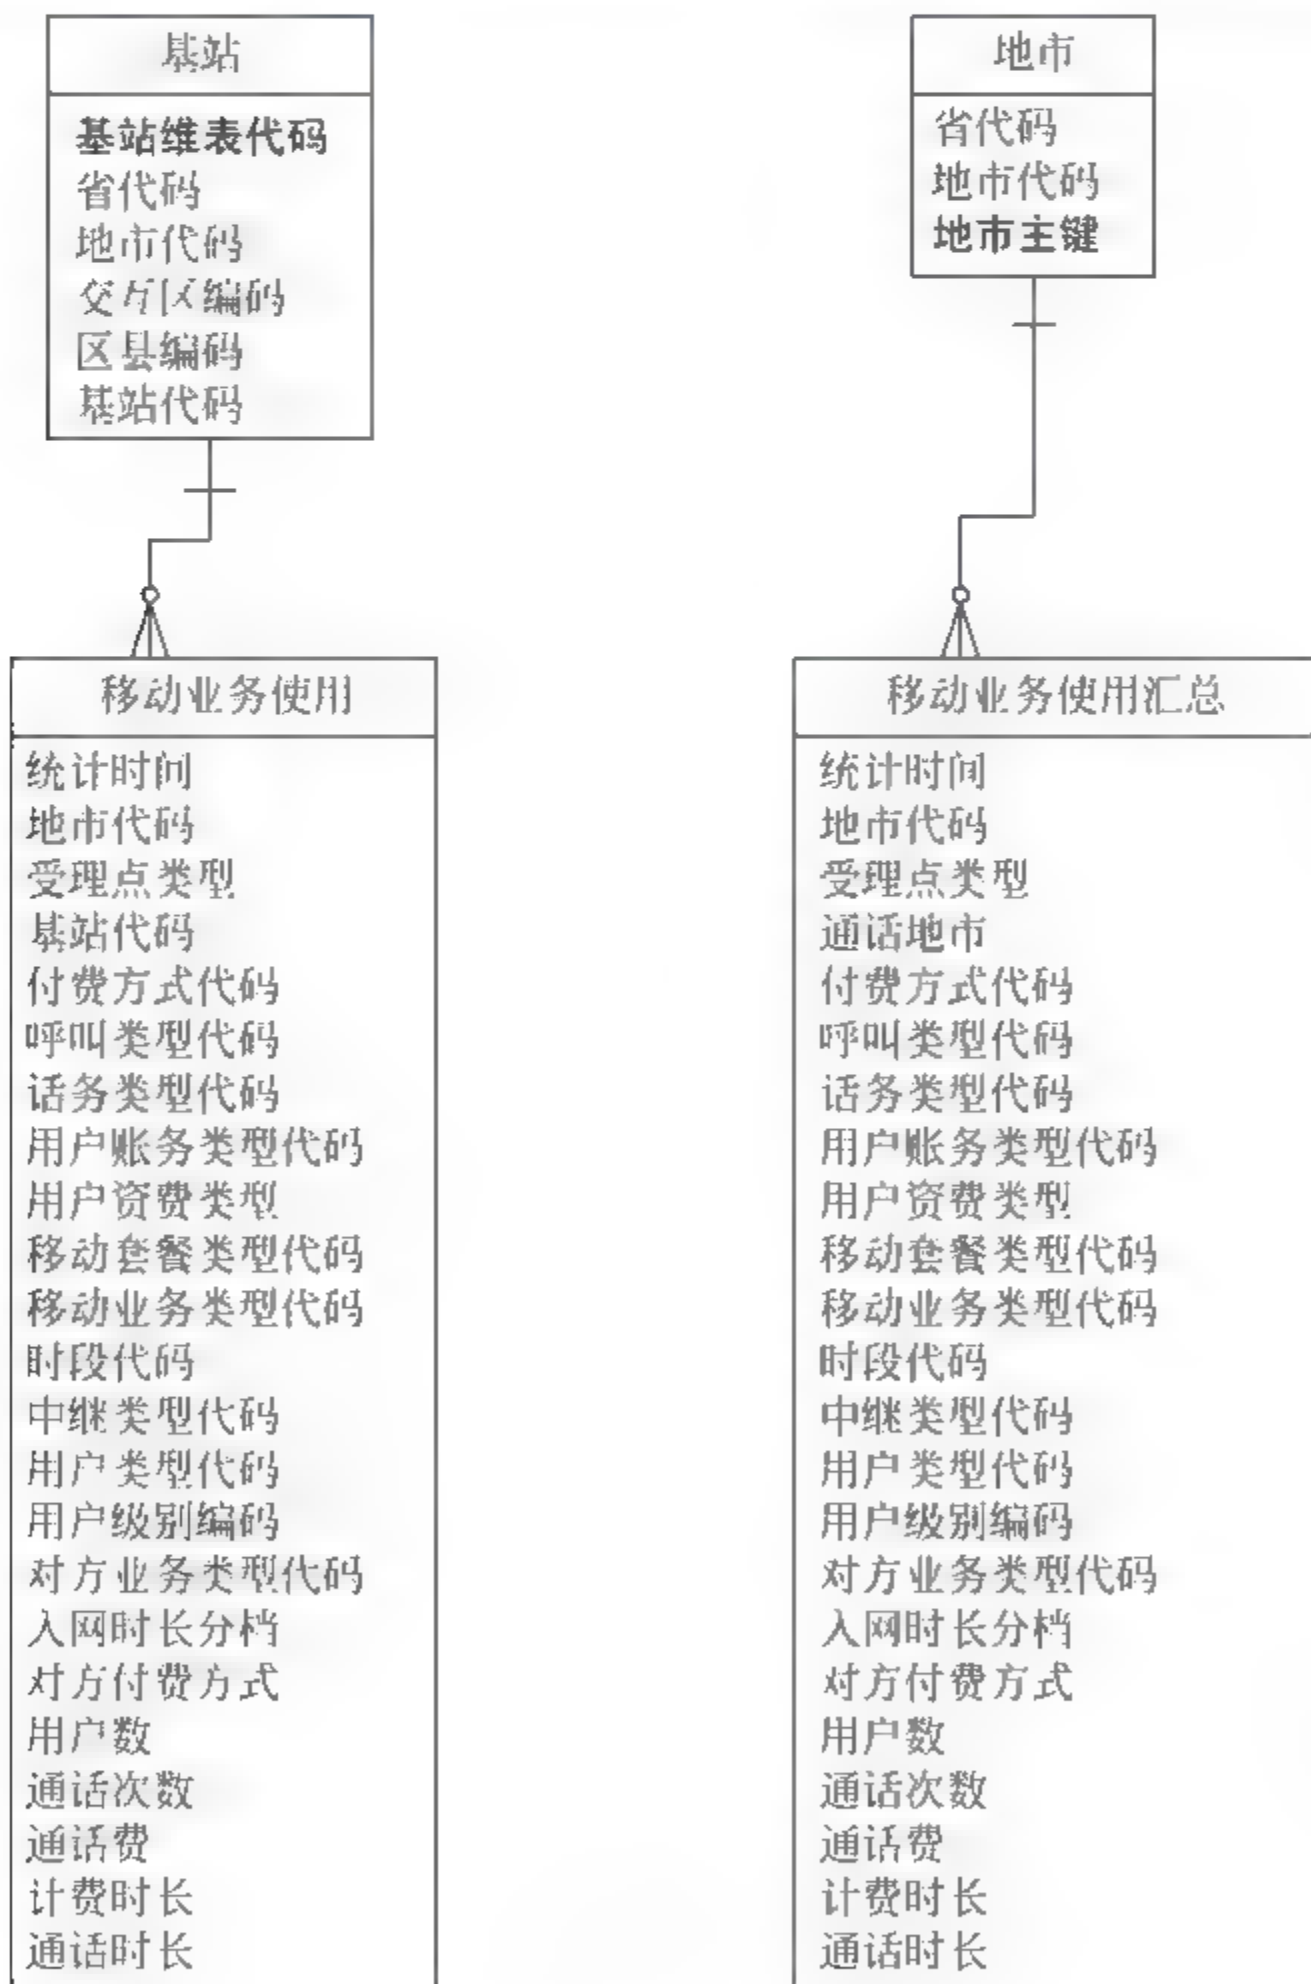 基站
基站维表代码
省代码
地市代码
交互区编码
区县编码
基站代码
地市
省代码
地市代码
地市主键
移动业务使用
统计时间
地市代码
受理点类型
基站代码
付费方式代码
呼叫类型代码
话务类型代码
用户账务类型代码
用户资费类型
移动套餐类型代码
移动业务类型代码
时段代码
中继类型代码
用户类型代码
用户级别编码
对方业务类型代码
入网时长分档
对方付费方式
用户数
通话次数
通话费
计费时长
通话时长
移动业务使用汇总
统计时间
地市代码
受理点类型
通话地市
付费方式代码
呼叫类型代码
话务类型代码
用户账务类型代码
用户资费类型
移动套餐类型代码
移动业务类型代码
时段代码
中继类型代码
用户类型代码
用户级别编码
对方业务类型代码
入网时长分档
对方付费方式
用户数
通话次数
通话费
计费时长
通话时长